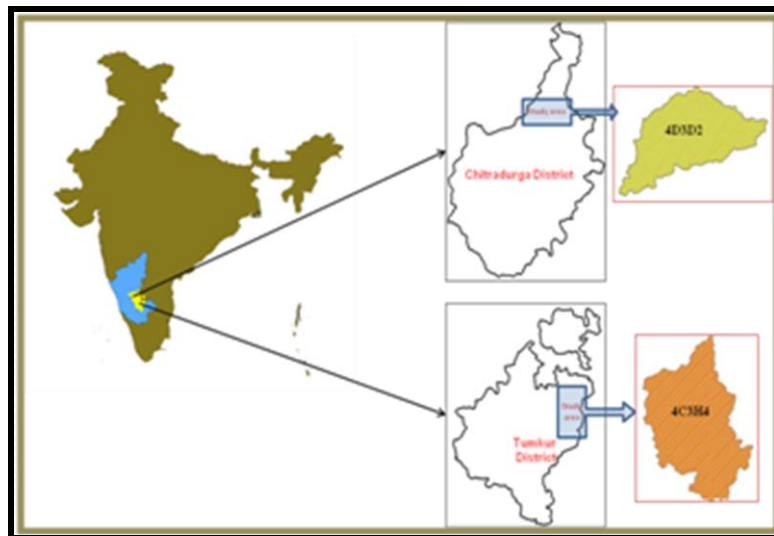 Study area
4D3D2
Chitradurga District
Study
area
4C3H4
Tumkur
District